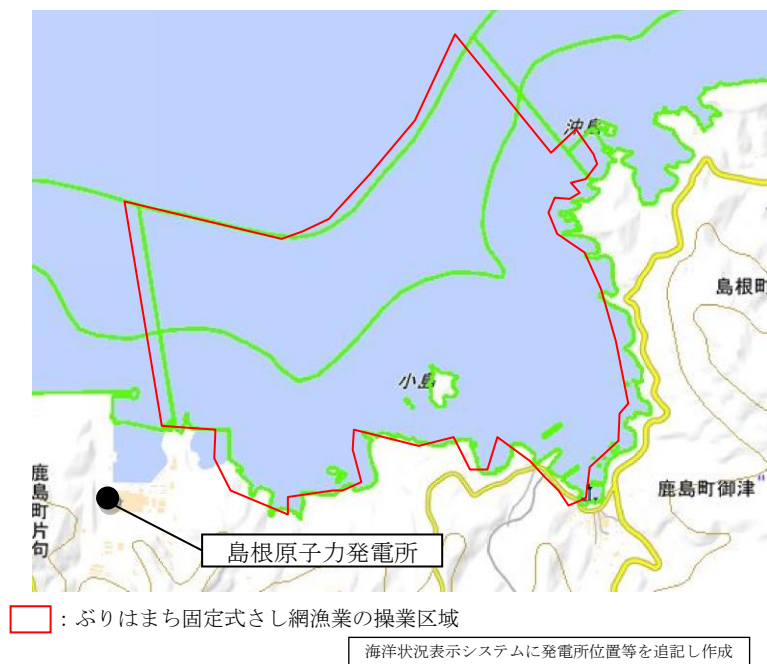 沖島
島根町
小島
鹿島町片句
鹿島町御津
島根原子力発電所
:ぶりはまち固定式さし網漁業の操業区域
海洋状況表示システムに発電所位置等を追記し作成